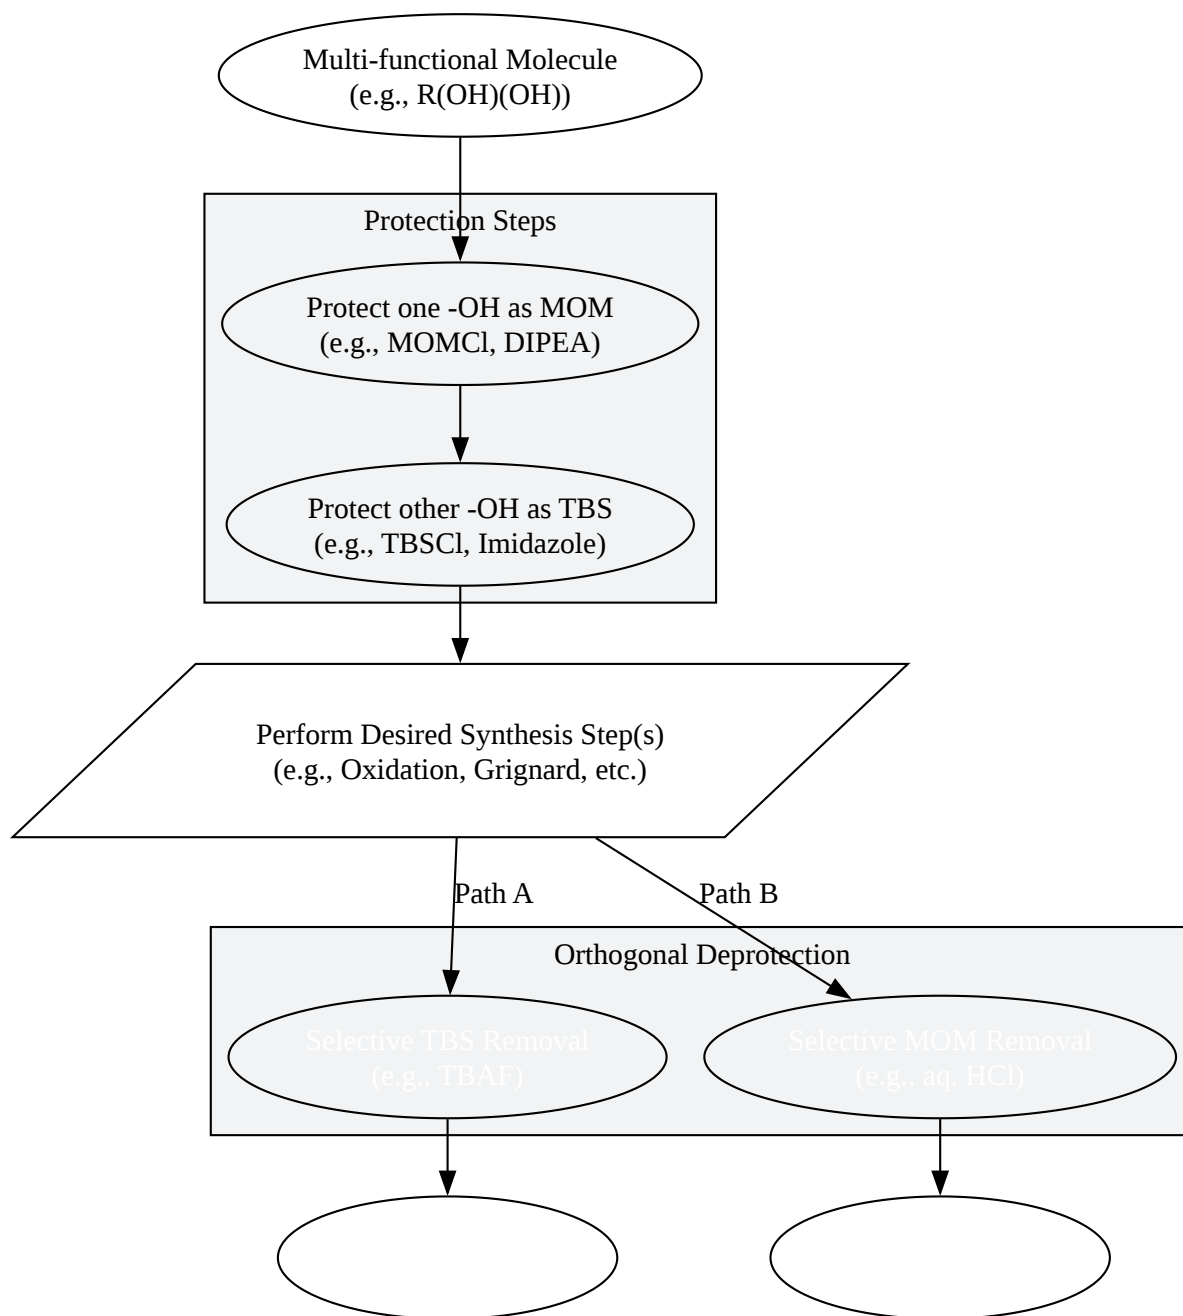 Multi-functional Molecule
(e.g., R(OH)(OH))
Protection Steps
Protect one -OH as MOM
(e.g., MOMCl, DIPEA)
Protect other -OH as TBS
(e.g., TBSCl, Imidazole)
Perform Desired Synthesis Step(s)
(e.g., Oxidation, Grignard, etc.)
Path A
Path B
Orthogonal Deprotection
Selective TBS Removal
(e.g., TBAF)
Selective MOM Removal
(e.g., aq. HCl)